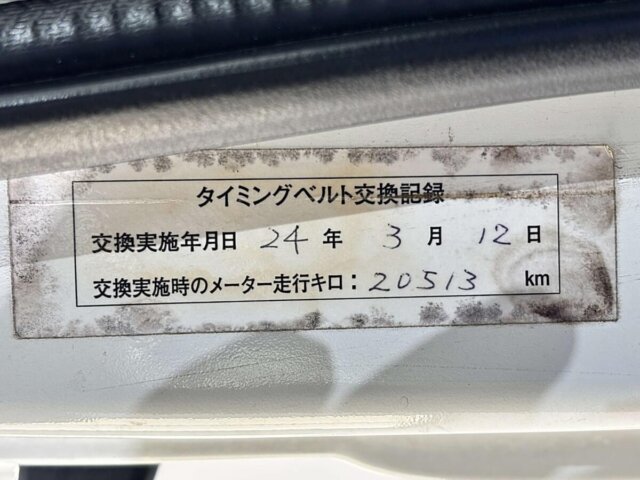 タイミングベルト交換記録
交換実施年月日 24 年 3 月 12 日
交換実施時のメーター走行キロ：20513 km